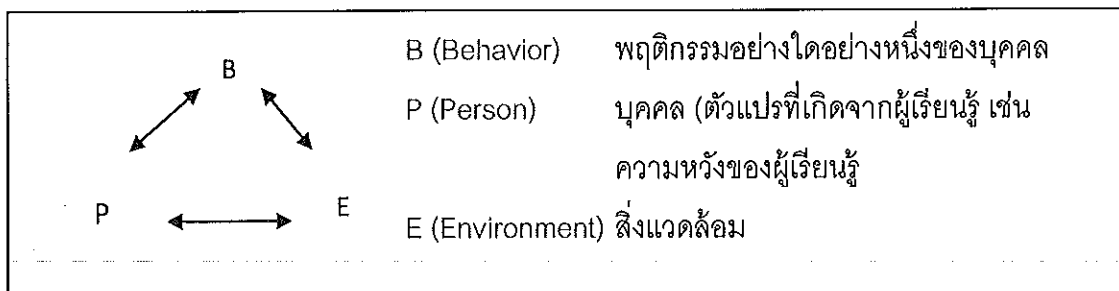 B
P
E
B (Behavior) พฤติกรรมอย่างใดอย่างหนึ่งของบุคคล
P (Person) บุคคล (ตัวแปรที่เกิดจากผู้เรียนรู้ เช่น
ความหวังของผู้เรียนรู้
E (Environment) สิ่งแวดล้อม